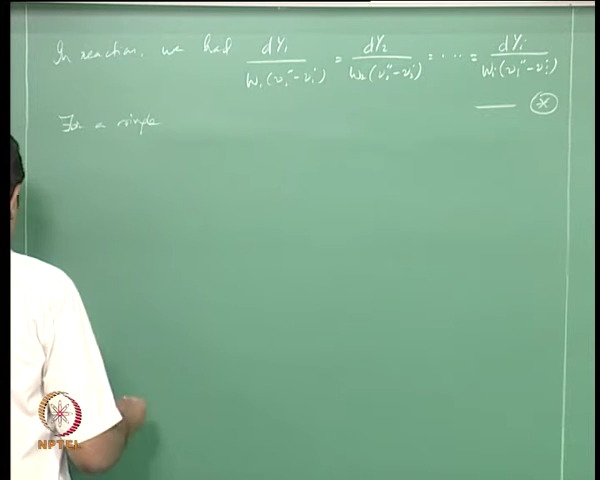 In reaction, we had dY₁/W₁(ν₁″-ν₁′) = dY₂/W₂(ν₂″-ν₂′) = ··· = dYᵢ/Wᵢ(νᵢ″-νᵢ′)
— ⊛
For a single
NPTEL